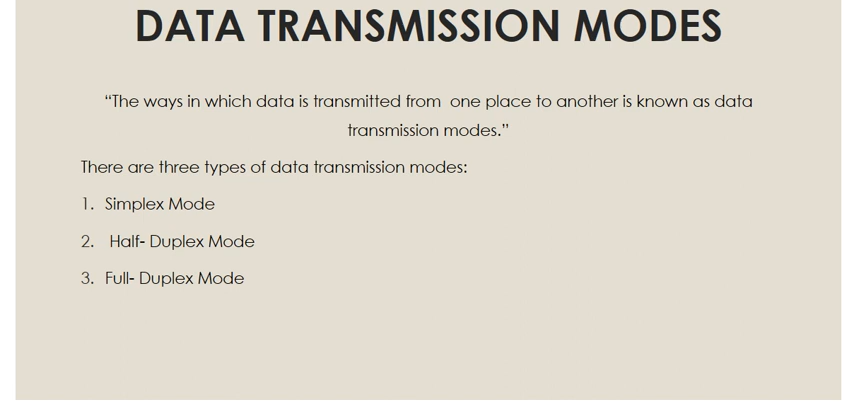 DATA TRANSMISSION MODES
“The ways in which data is transmitted from  one place to another is known as data
transmission modes.”
There are three types of data transmission modes:
1. Simplex Mode
2. Half- Duplex Mode
3. Full- Duplex Mode